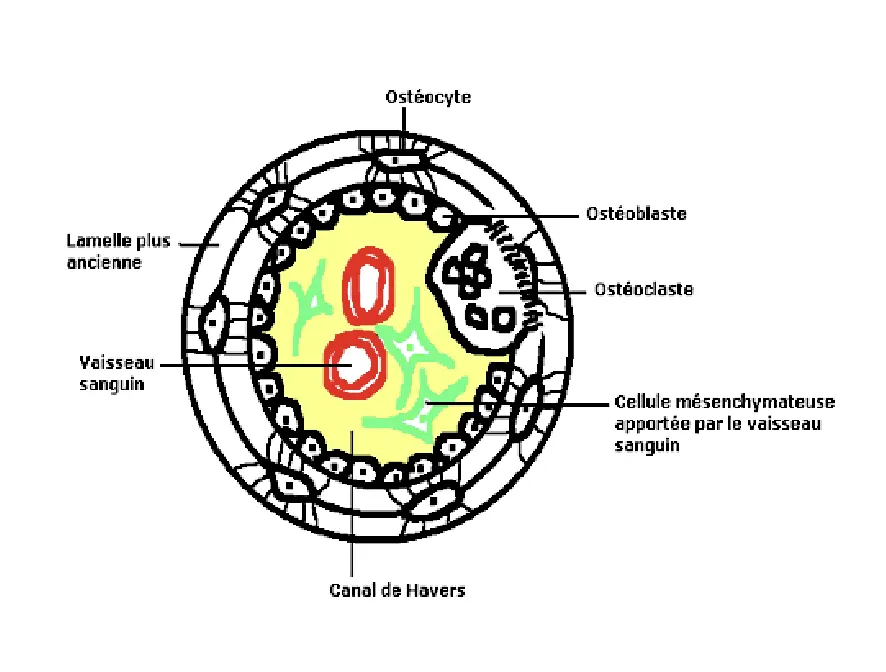 Ostéocyte
Ostéoblaste
Lamelle plus
ancienne
Ostéoclaste
Vaisseau
sanguin
Cellule mésenchymateuse
apportée par le vaisseau
sanguin
Canal de Havers